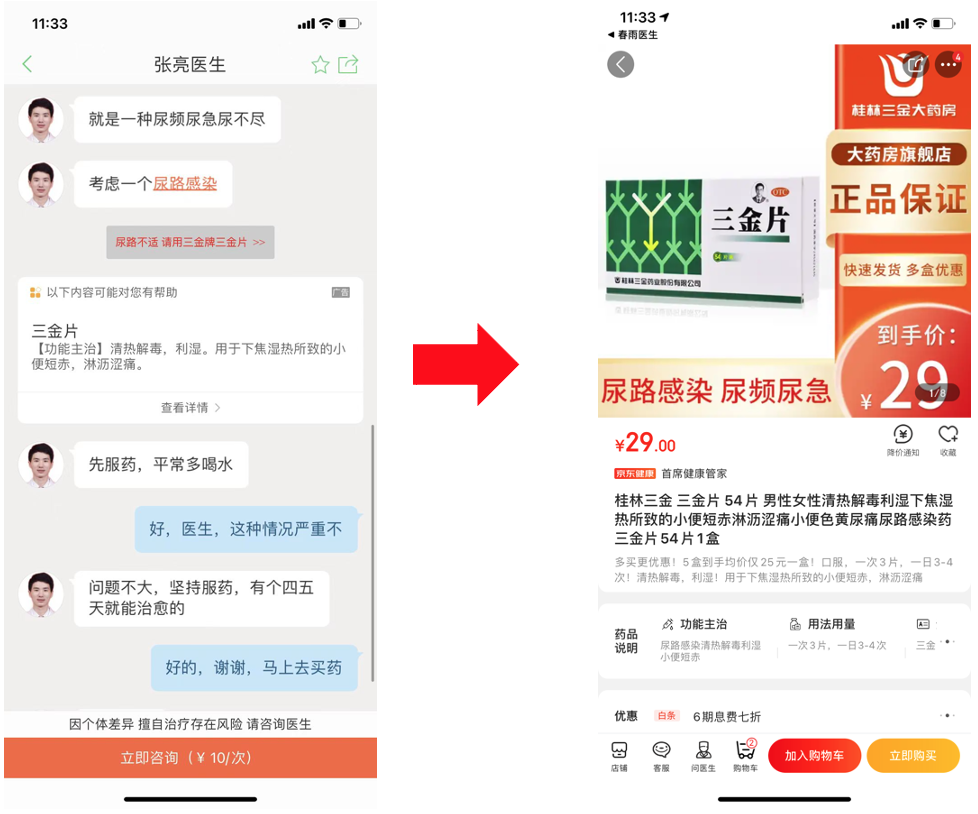 11:33
张亮医生
就是一种尿频尿急尿不尽
考虑一个尿路感染
尿路不适 请用三金牌三金片 >>
以下内容可能对您有帮助
广告
三金片
【功能主治】清热解毒，利湿。用于下焦湿热所致的小
便短赤，淋沥涩痛。
查看详情 >
先服药，平常多喝水
好，医生，这种情况严重不
问题不大，坚持服药，有个四五
天就能治愈的
好的，谢谢，马上去买药
因个体差异 擅自治疗存在风险 请咨询医生
立即咨询（¥ 10/次）
11:33
◀ 春雨医生
4
桂林三金大药房
大药房旗舰店
正品保证
快速发货 多盒优惠
到手价：
¥ 29
1/8
OTC
三金片
54片
桂林三金药业股份有限公司
尿路感染 尿频尿急
¥29.00
降价通知
收藏
京东健康 首席健康管家
桂林三金 三金片 54片 男性女性清热解毒利湿下焦湿
热所致的小便短赤淋沥涩痛小便色黄尿痛尿路感染药
三金片54片1盒
多买更优惠！5盒到手均价仅25元一盒！口服，一次3片，一日3-4
次！清热解毒，利湿！用于下焦湿热所致的小便短赤，淋沥涩痛
药品
说明
功能主治
尿路感染清热解毒利湿
小便短赤
用法用量
一次3片，一日3-4次
三金
优惠
白条
6期息费七折
店铺
客服
问医生
2
购物车
加入购物车
立即购买